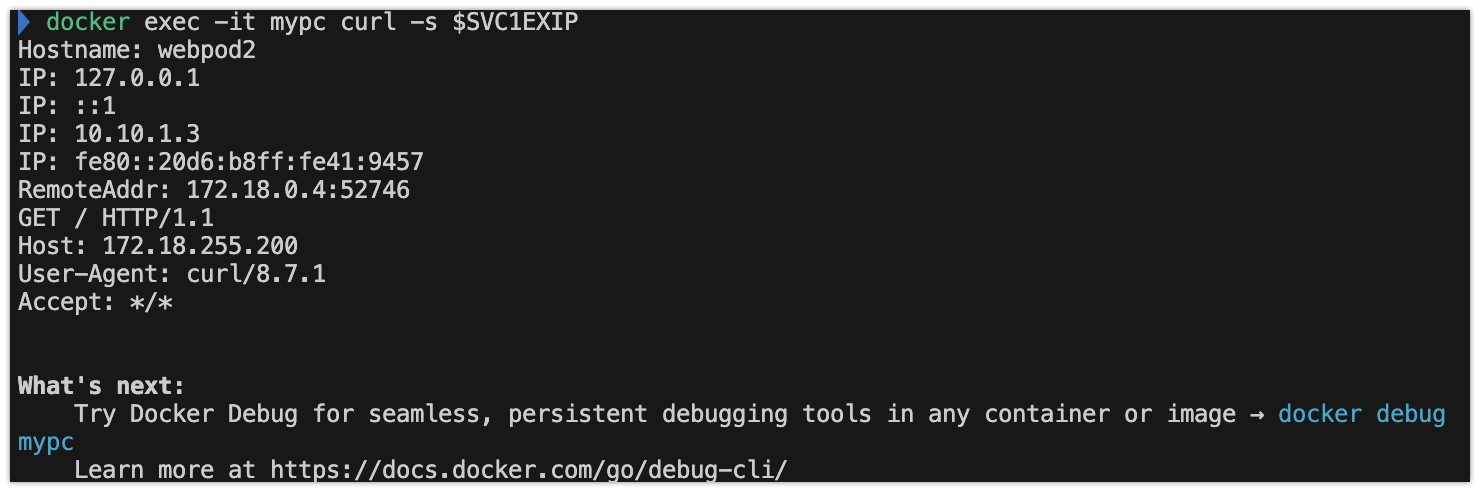 docker exec -it mypc curl -s $SVC1EXIP
Hostname: webpod2
IP: 127.0.0.1
IP: ::1
IP: 10.10.1.3
IP: fe80::20d6:b8ff:fe41:9457
RemoteAddr: 172.18.0.4:52746
GET / HTTP/1.1
Host: 172.18.255.200
User-Agent: curl/8.7.1
Accept: */*
What's next:
Try Docker Debug for seamless, persistent debugging tools in any container or image → docker debug
mypc
Learn more at https://docs.docker.com/go/debug-cli/